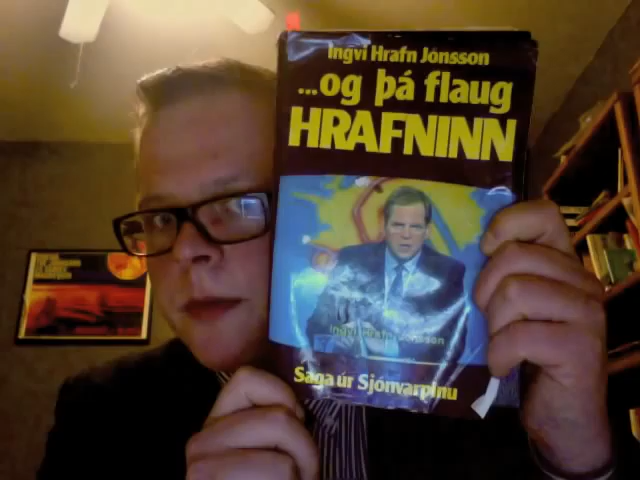 Ingvi Hrafn Jónsson
...og þá flaug
HRAFNINN
Ingvi Hrafn Jónsson
Saga úr Sjónvarpinu